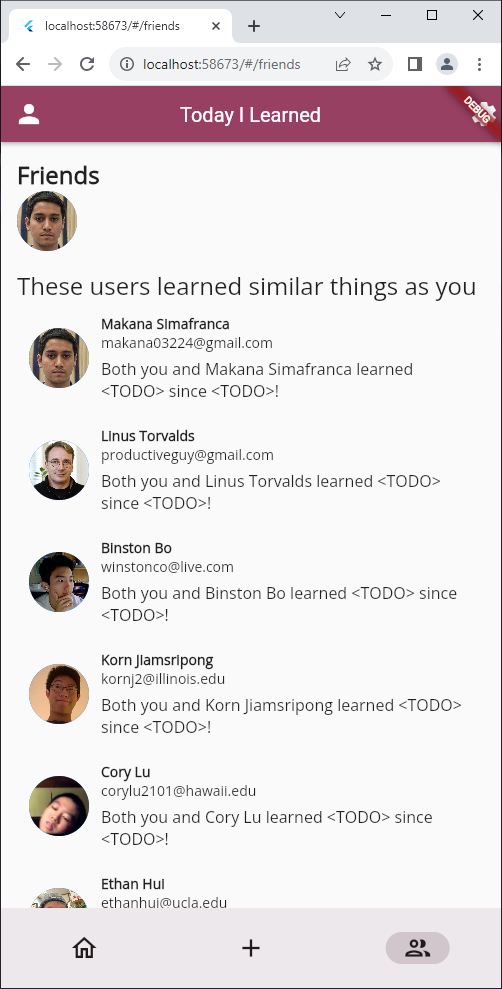 localhost:58673/#/friends
localhost:58673/#/friends
Today I Learned
DEBUG
Friends
These users learned similar things as you
Makana Simafranca
makana03224@gmail.com
Both you and Makana Simafranca learned
<TODO> since <TODO>!
Linus Torvalds
productiveguy@gmail.com
Both you and Linus Torvalds learned <TODO>
since <TODO>!
Binston Bo
winstonco@live.com
Both you and Binston Bo learned <TODO> since
<TODO>!
Korn Jiamsripong
kornj2@illinois.edu
Both you and Korn Jiamsripong learned <TODO>
since <TODO>!
Cory Lu
corylu2101@hawaii.edu
Both you and Cory Lu learned <TODO> since
<TODO>!
Ethan Hui
ethanhui@ucla.edu